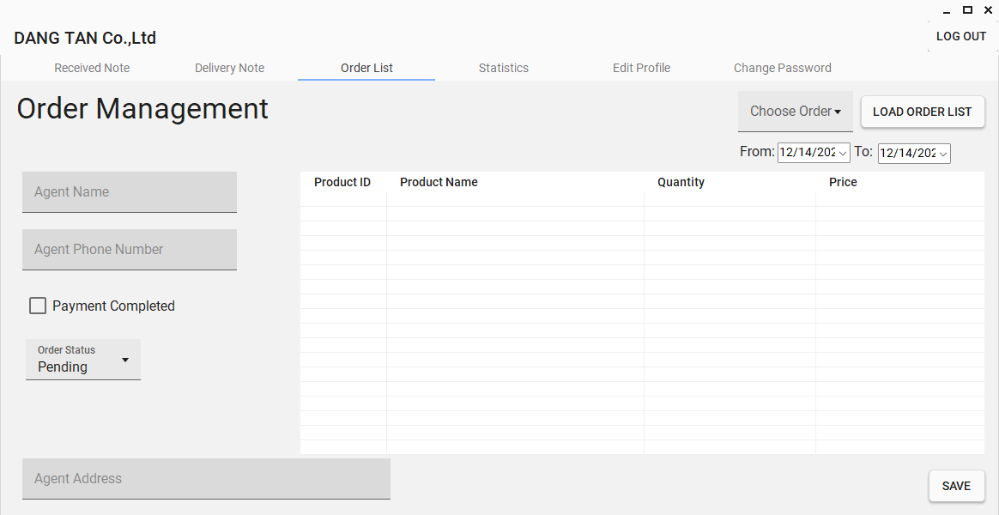 DANG TAN Co.,Ltd
LOG OUT
Received Note
Delivery Note
Order List
Statistics
Edit Profile
Change Password
Order Management
Choose Order
LOAD ORDER LIST
From: 12/14/202 To: 12/14/202
Agent Name
Agent Phone Number
Payment Completed
Order Status
Pending
Product ID
Product Name
Quantity
Price
Agent Address
SAVE